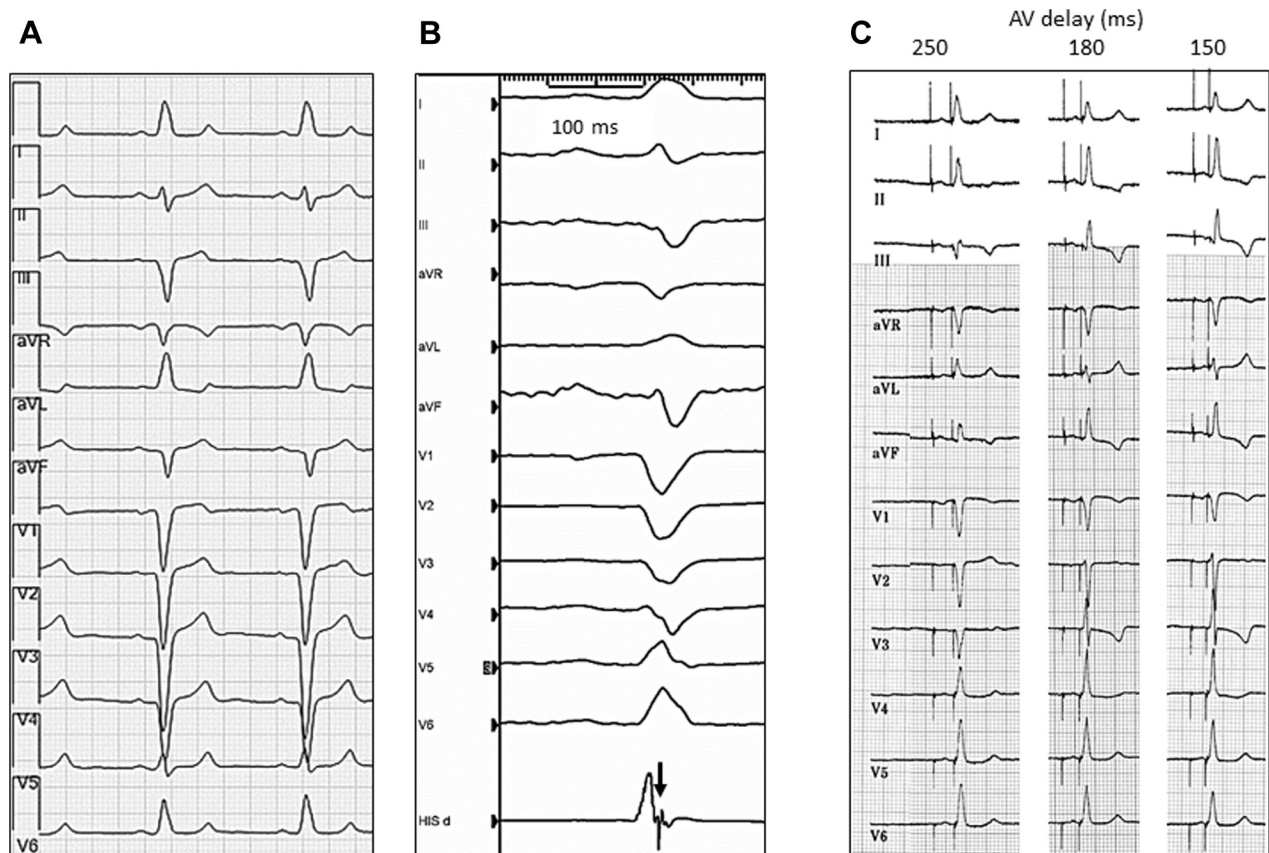 A
B
C
AV delay (ms)
250 180 150
I
II
III
aVR
aVL
aVF
V1
V2
V3
V4
V5
V6
100 ms
I
II
III
aVR
aVL
aVF
V1
V2
V3
V4
V5
V6
HIS d
I
II
III
aVR
aVL
aVF
V1
V2
V3
V4
V5
V6